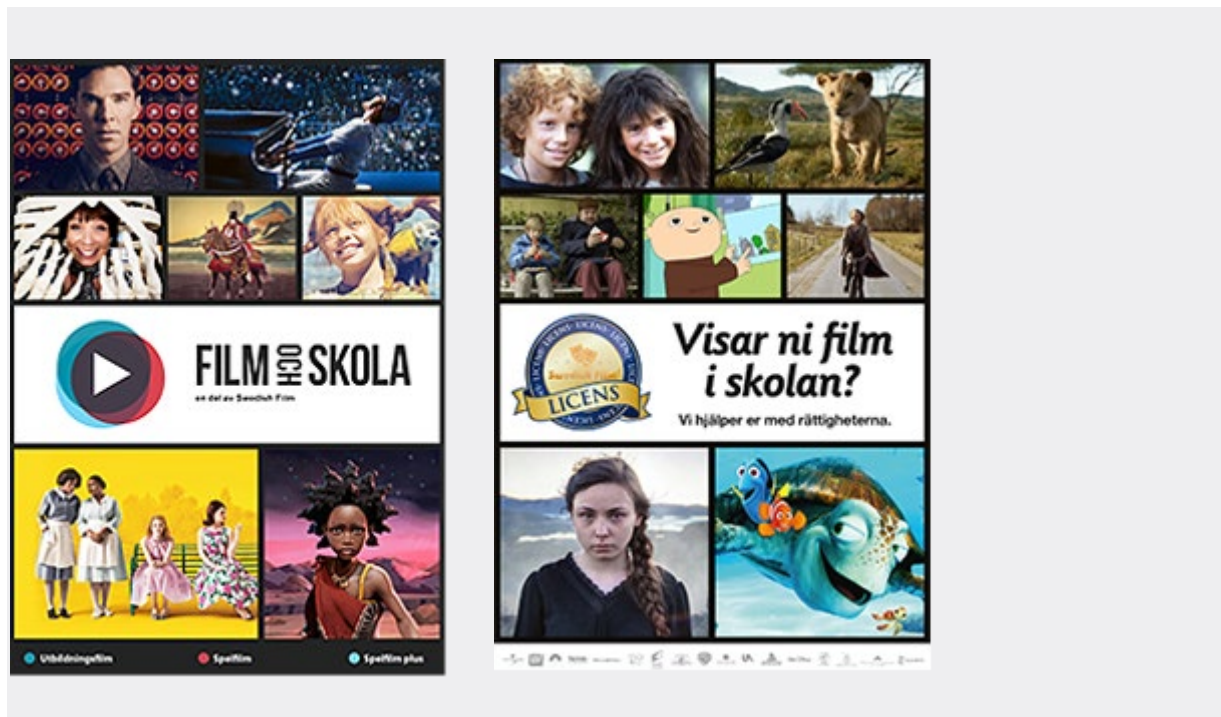 FILM OCH SKOLA
en del av Swedish Film
Utbildningsfilm
Spelfilm
Spelfilm plus
Swedish Film
LICENS
Visar ni film
i skolan?
Vi hjälper er med rättigheterna.